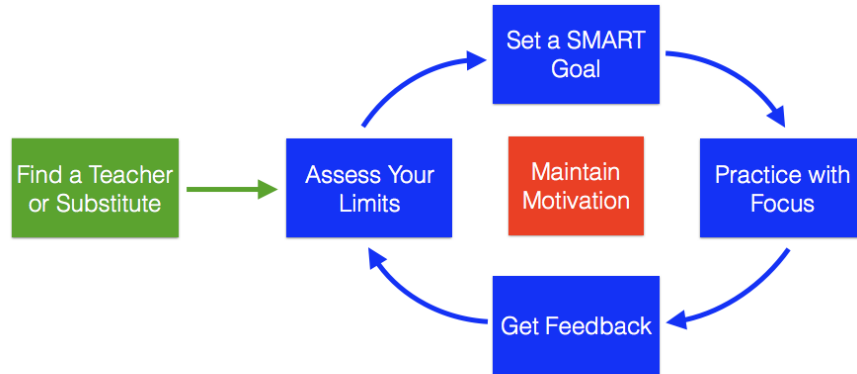 Set a SMART
Goal
Find a Teacher
or Substitute
Assess Your
Limits
Maintain
Motivation
Practice with
Focus
Get Feedback